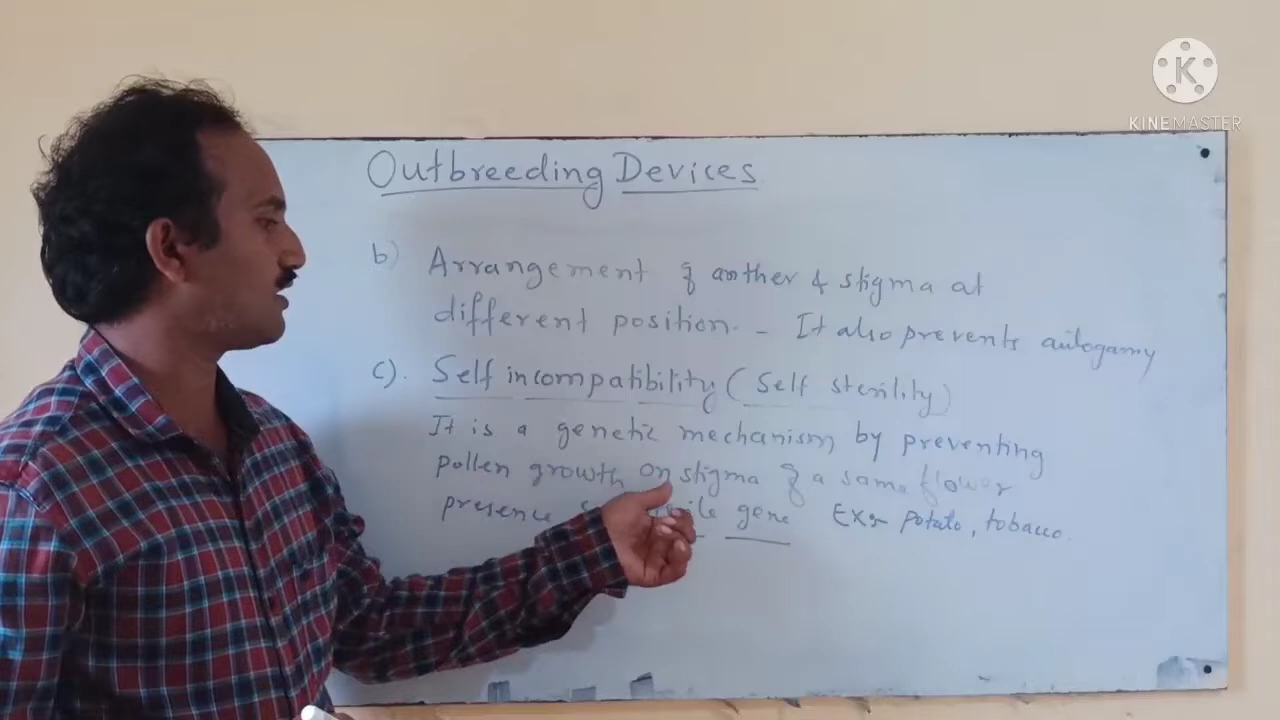 KINEMASTER
Outbreeding Devices
b) Arrangement of anther & stigma at
different position. - It also prevents autogamy
c). Self incompatibility (Self sterility)
It is a genetic mechanism by preventing
pollen growth on stigma of a same flower
presence gene Exs- Potato, tobacco.